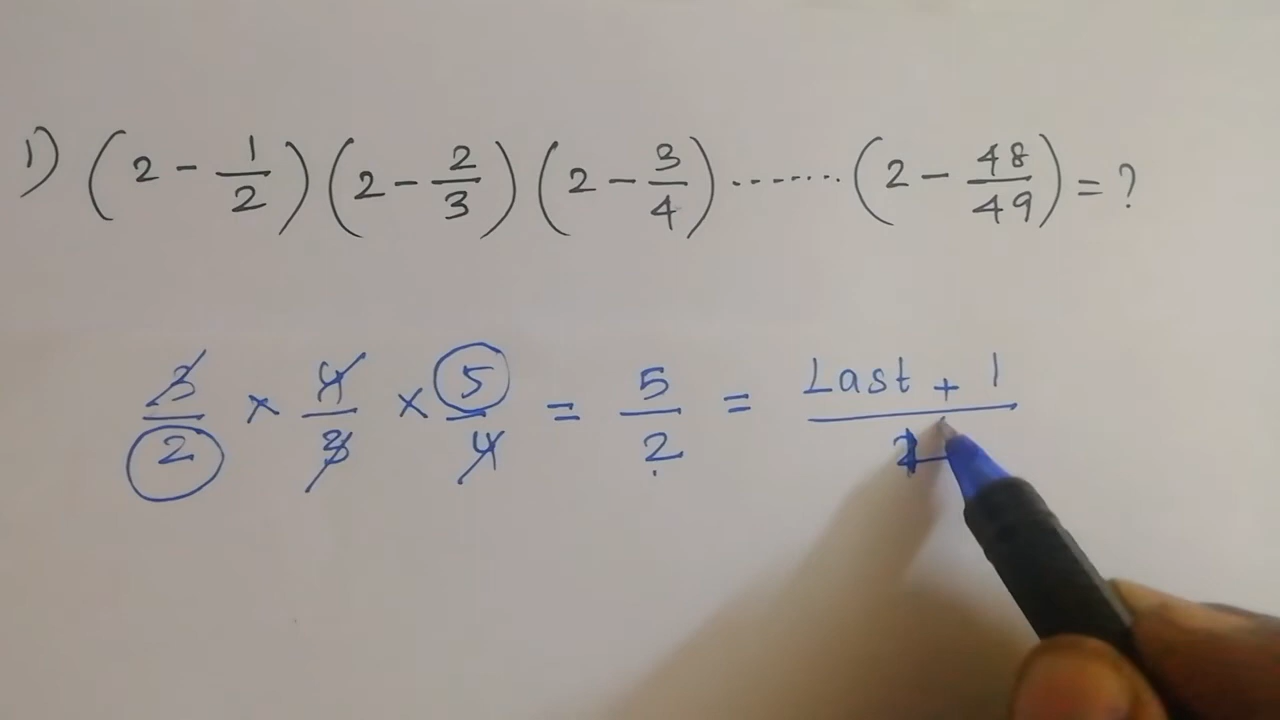 1) (2 - 1/2) (2 - 2/3) (2 - 3/4) ....... (2 - 48/49) = ?
3/2 × 4/3 × 5/4 = 5/2 = Last + 1/2